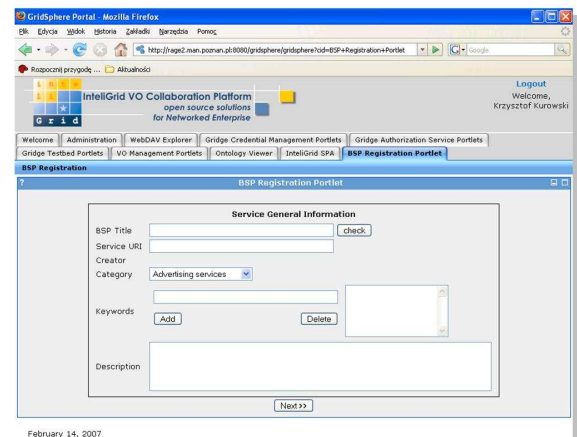 GridSphere Portal - Mozilla Firefox
Plik Edycja Widok Historia Zakładki Narzędzia Pomoc
http://rage2.man.poznan.pl:8080/gridsphere/gridsphere?cid=BSP+Registration+Portlet
Google
Rozpocznij przygodę ... Aktualności
Logout
Welcome,
Krzysztof Kurowski
InteliGrid VO Collaboration Platform
open source solutions
for Networked Enterprise
Grid
Welcome Administration WebDAV Explorer Gridge Credential Management Portlets Gridge Authorization Service Portlets
Gridge Testbed Portlets VO Management Portlets Ontology Viewer InteliGrid SPA BSP Registration Portlet
BSP Registration
? BSP Registration Portlet
Service General Information
BSP Title check
Service URI
Creator
Category Advertising services
Keywords
Add Delete
Description
Next>>
February 14, 2007